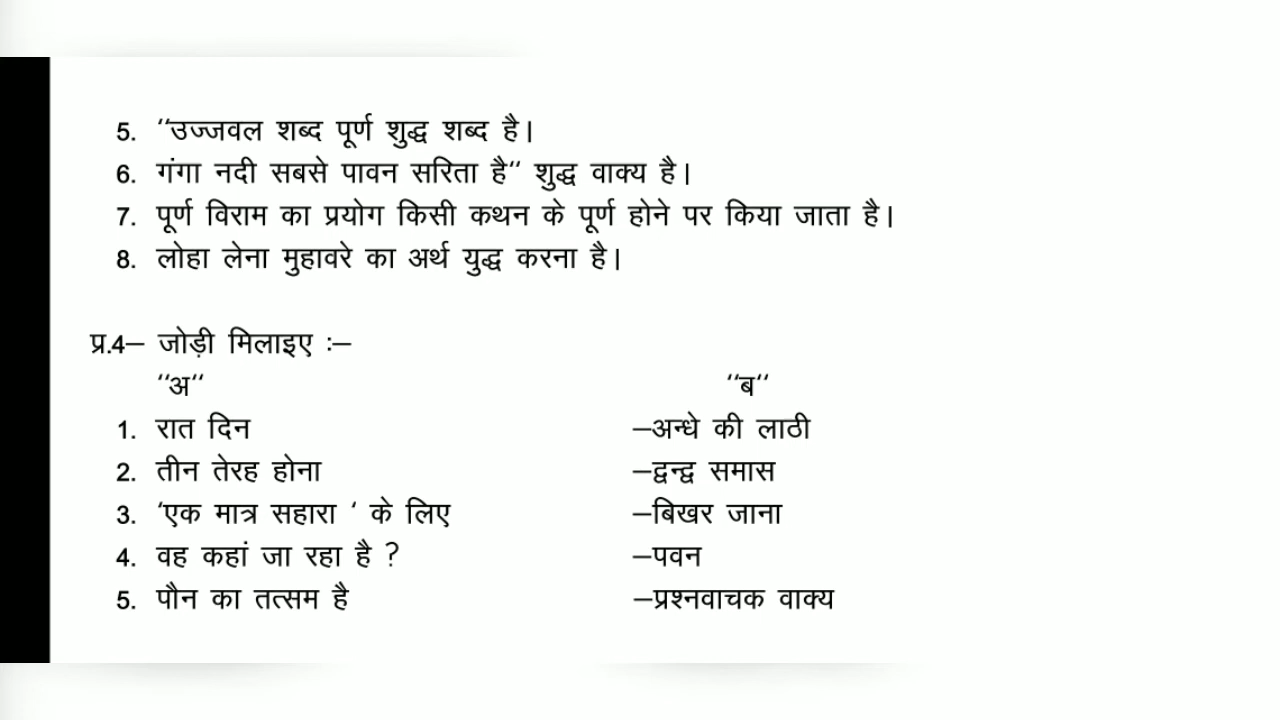 5. ‘‘उज्जवल शब्द पूर्ण शुद्ध शब्द है।
6. गंगा नदी सबसे पावन सरिता है’’ शुद्ध वाक्य है।
7. पूर्ण विराम का प्रयोग किसी कथन के पूर्ण होने पर किया जाता है।
8. लोहा लेना मुहावरे का अर्थ युद्ध करना है।
प्र.4– जोड़ी मिलाइए :–
‘‘अ’’ ‘‘ब’’
1. रात दिन –अन्धे की लाठी
2. तीन तेरह होना –द्वन्द्व समास
3. ‘एक मात्र सहारा ‘ के लिए –बिखर जाना
4. वह कहां जा रहा है ? –पवन
5. पौन का तत्सम है –प्रश्नवाचक वाक्य